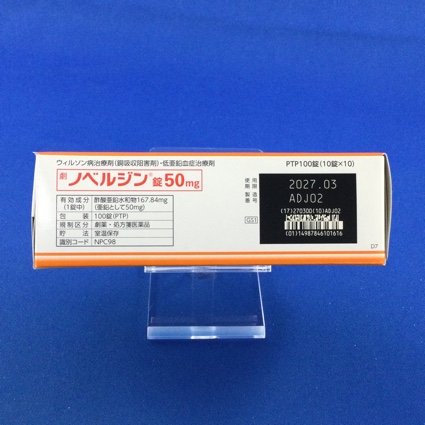 ウィルソン病治療剤(銅吸収阻害剤)・低亜鉛血症治療剤
PTP100錠(10錠×10)
劇 ノベルジン®錠50mg
有効成分(1錠中) 酢酸亜鉛水和物167.84mg
(亜鉛として50mg)
包装 100錠(PTP)
規制区分 劇薬・処方箋医薬品
貯法 室温保存
識別コード NPC98
使用期限 2027.03
製造番号 ADJ02
(17)270300(10)ADJ02
GS1
(01)14987846101616
D7